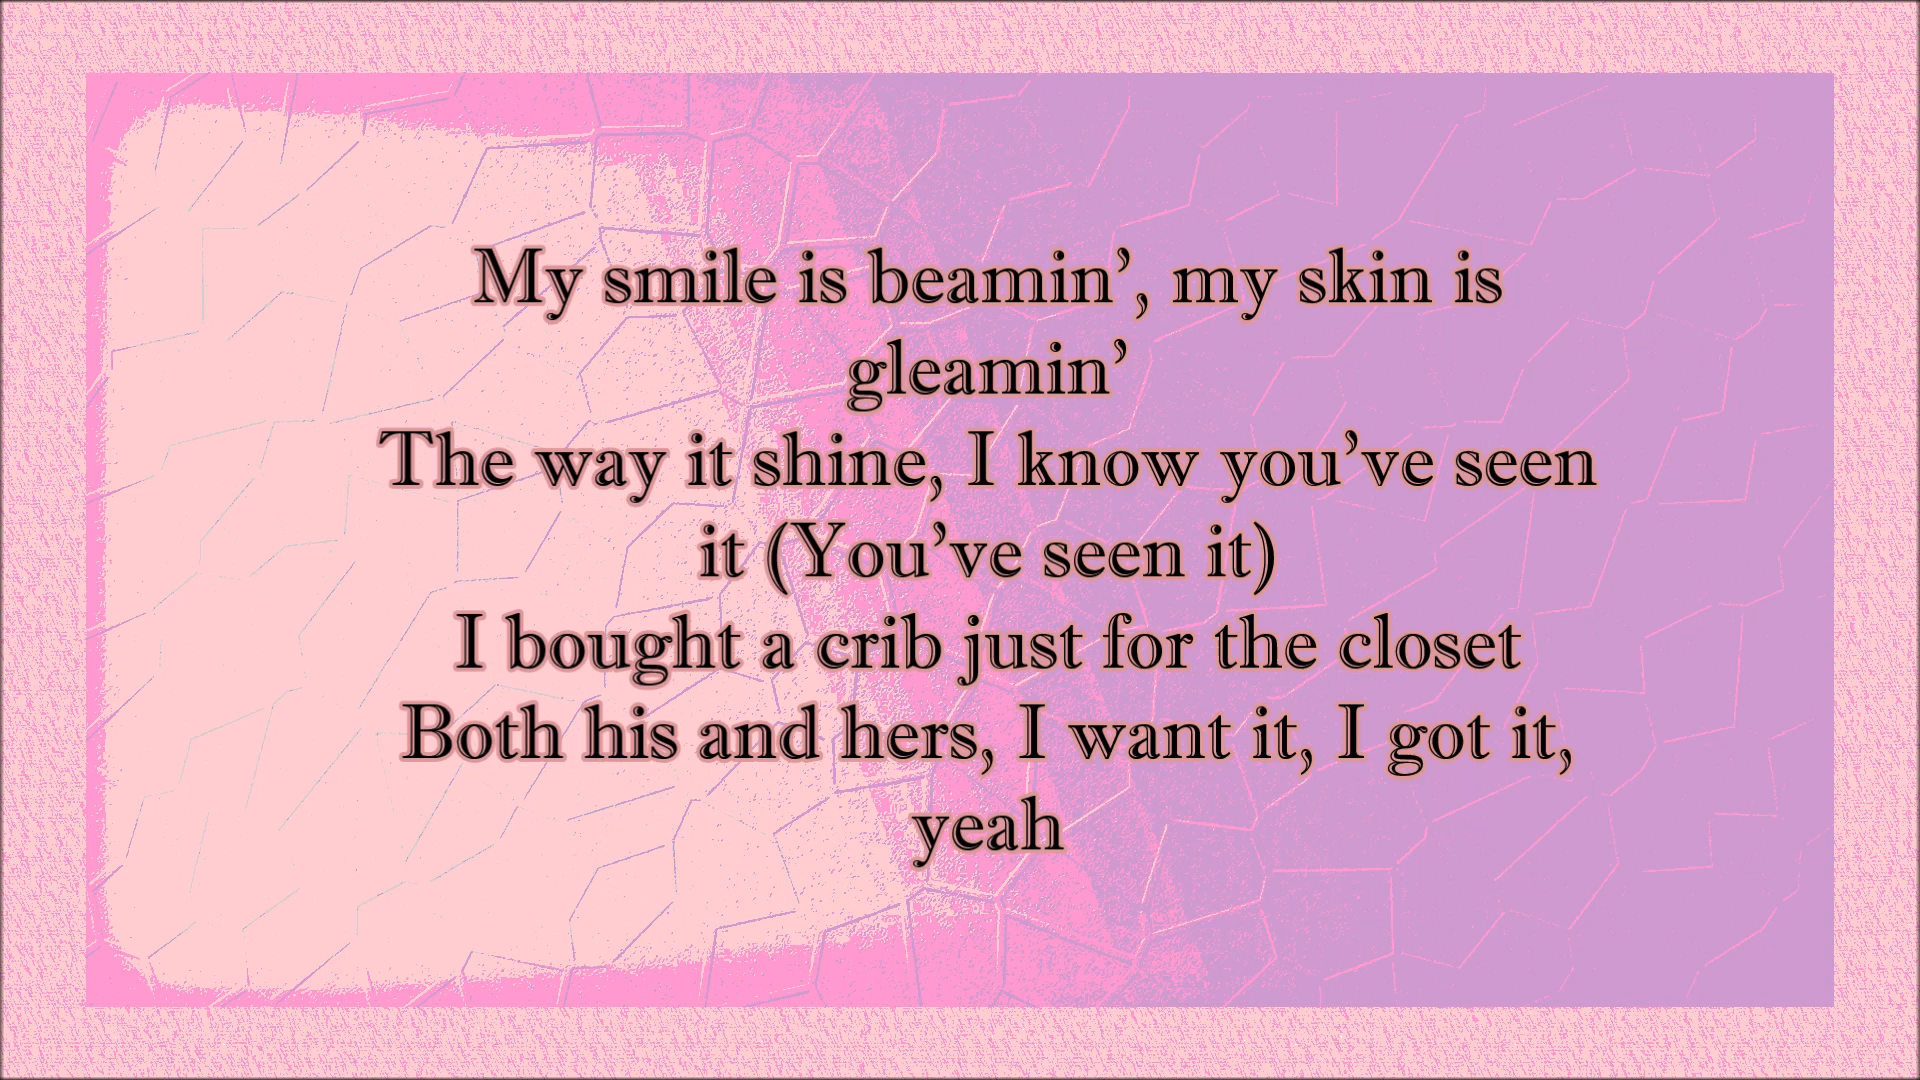 My smile is beamin’, my skin is
gleamin’
The way it shine, I know you’ve seen
it (You’ve seen it)
I bought a crib just for the closet
Both his and hers, I want it, I got it,
yeah